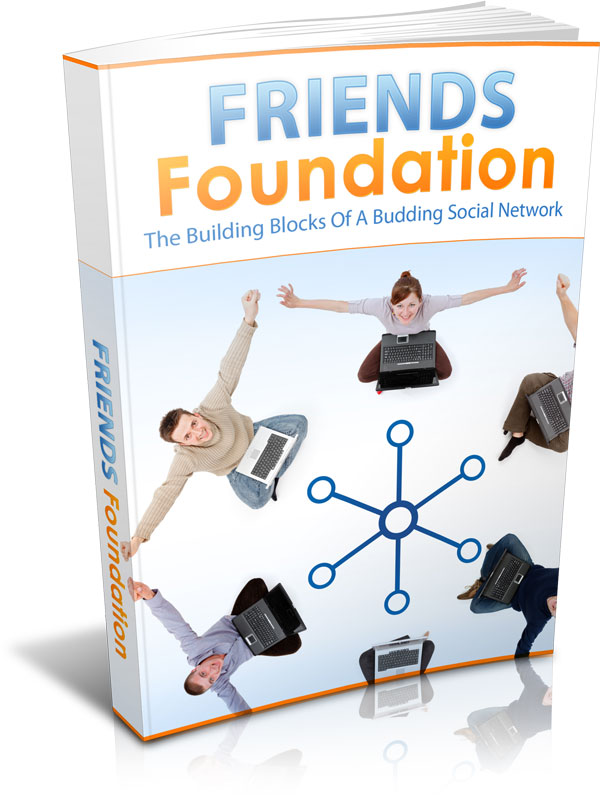 FRIENDS
Foundation
The Building Blocks Of A Budding Social Network
FRIENDS Foundation